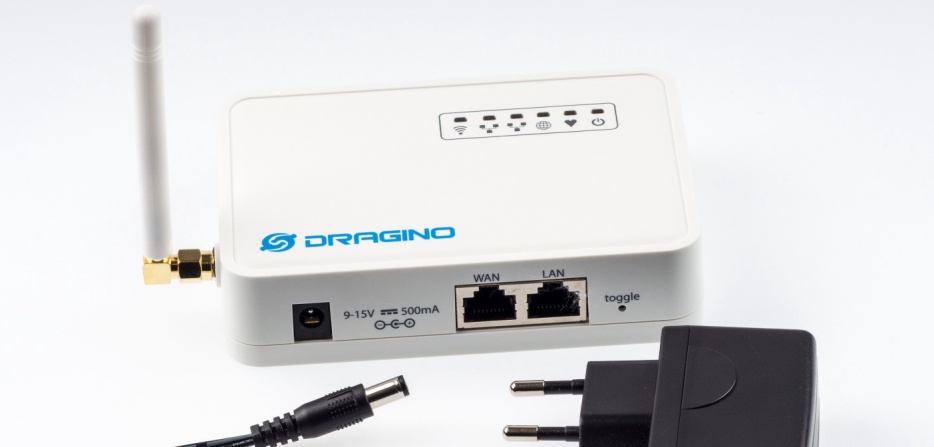 DRAGINO
WAN LAN
9-15V 500mA
toggle